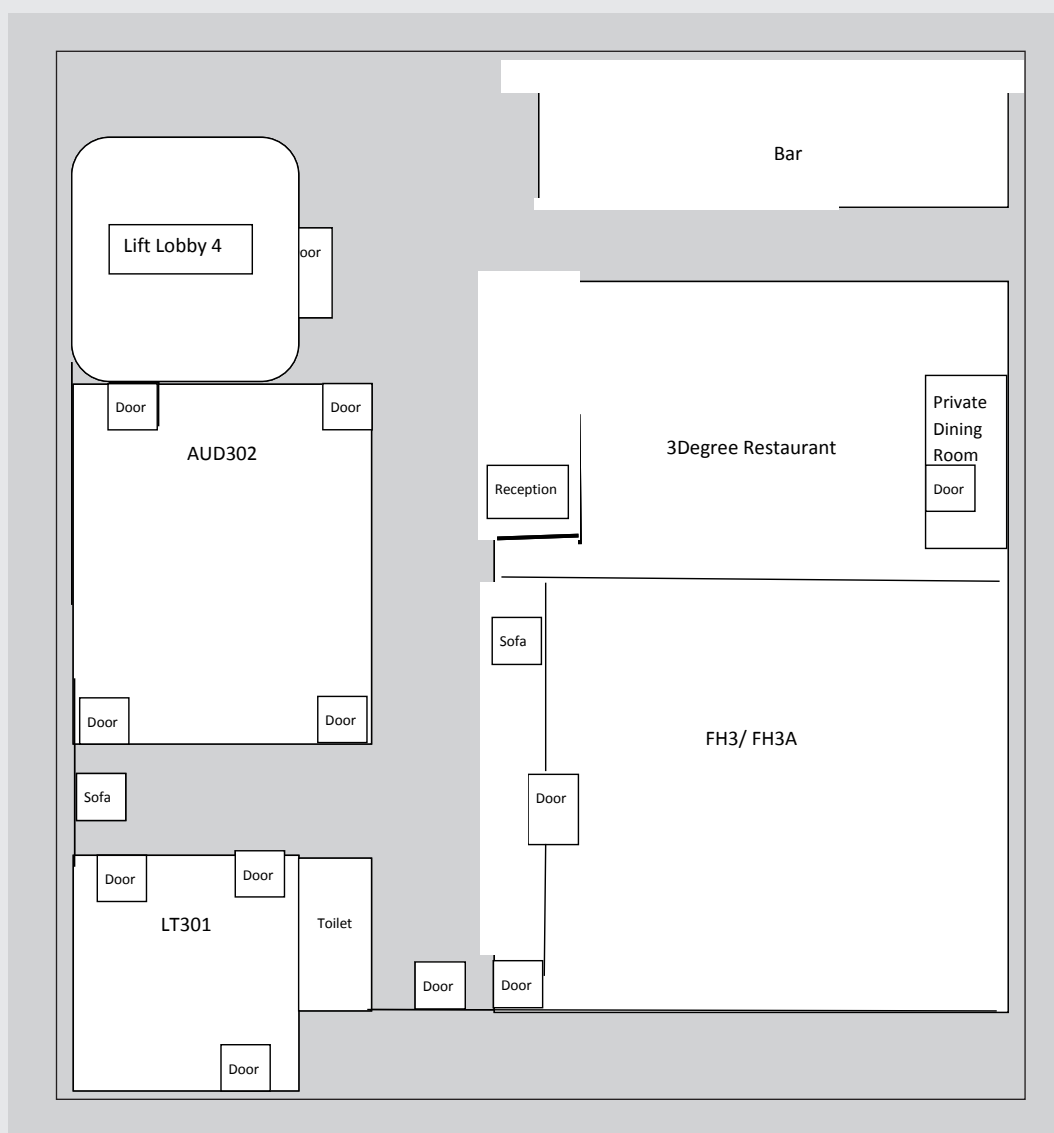 Bar
Lift Lobby 4
oor
Door
Door
AUD302
3Degree Restaurant
Private
Dining
Room
Door
Reception
Sofa
Door
Door
FH3/ FH3A
Sofa
Door
Door
Door
LT301
Toilet
Door
Door
Door